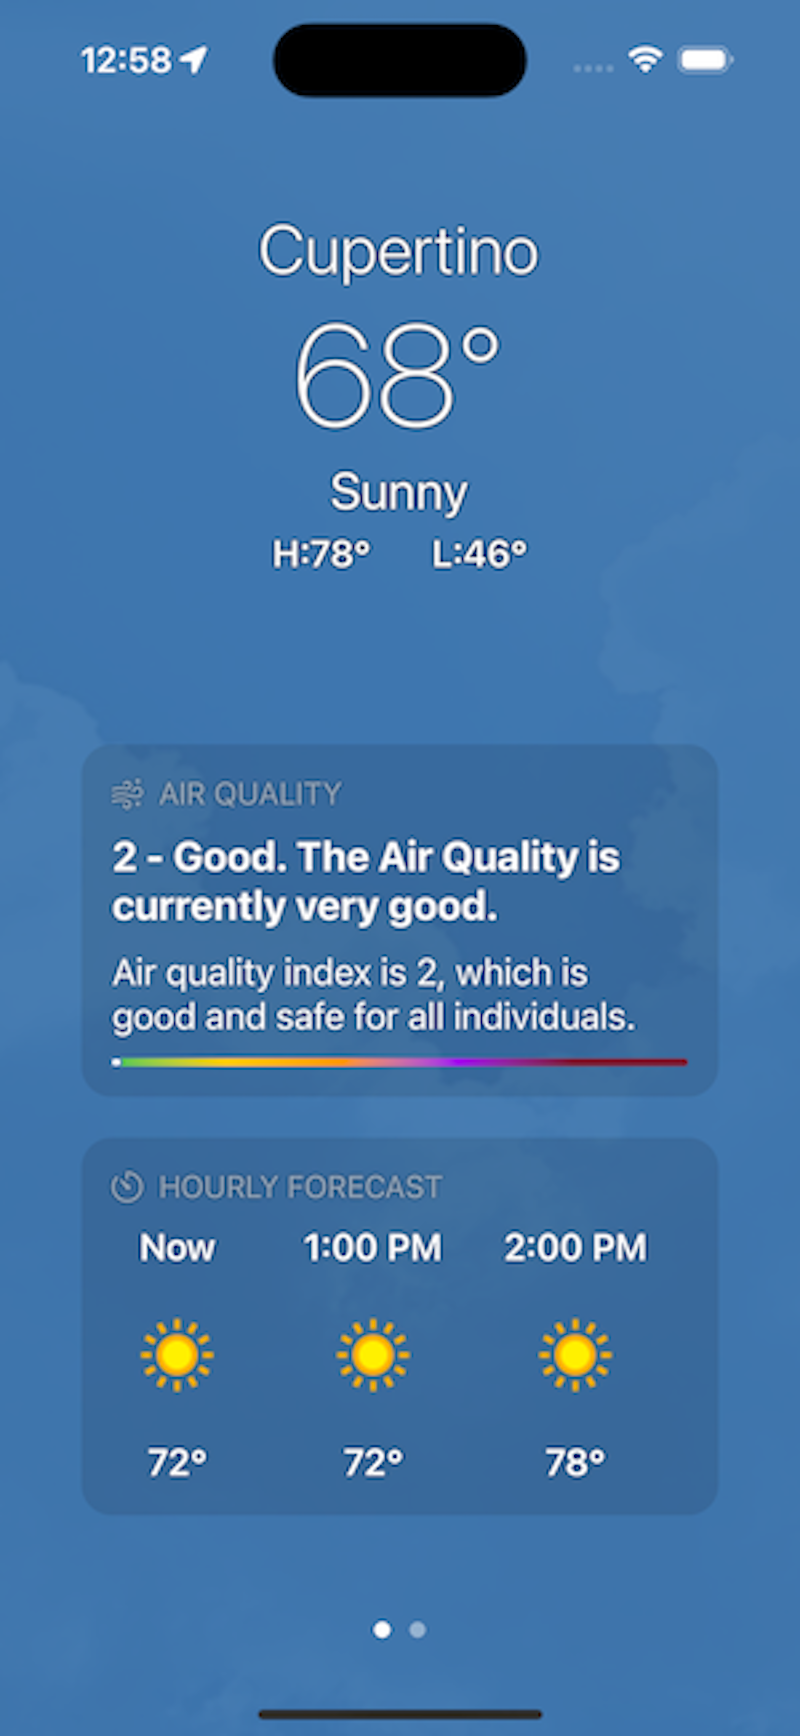 12:58
Cupertino
68°
Sunny
H:78° L:46°
AIR QUALITY
2 - Good. The Air Quality is
currently very good.
Air quality index is 2, which is
good and safe for all individuals.
HOURLY FORECAST
Now 1:00 PM 2:00 PM
72° 72° 78°